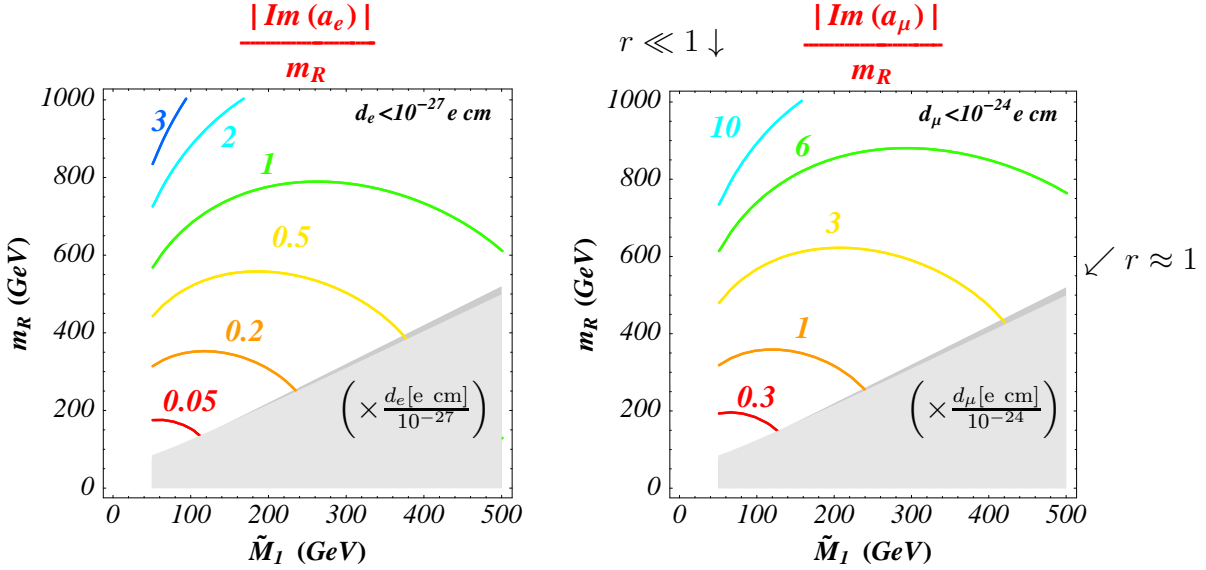 | Im (a_e) |
m_R
1000
800
600
400
200
0
m_R (GeV)
3
2
1
0.5
0.2
0.05
d_e < 10^{-27} e cm
( × d_e[e cm] / 10^{-27} )
0 100 200 300 400 500
M̃_1 (GeV)
r ≪ 1 ↓
| Im (a_μ) |
m_R
1000
800
600
400
200
0
m_R (GeV)
10
6
3
1
0.3
d_μ < 10^{-24} e cm
( × d_μ[e cm] / 10^{-24} )
0 100 200 300 400 500
M̃_1 (GeV)
↙ r ≈ 1